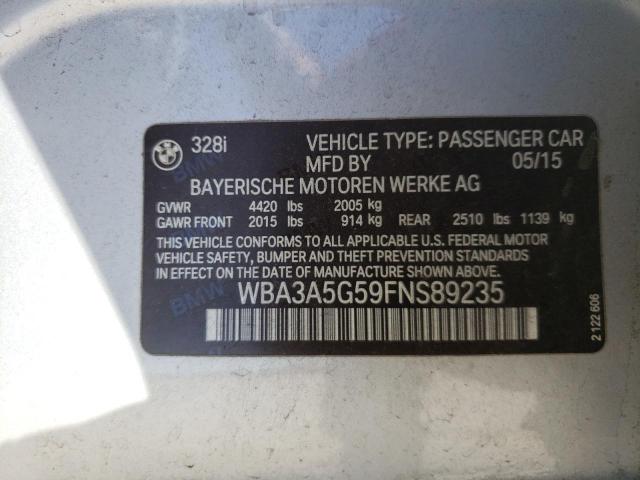 BMW 328i VEHICLE TYPE: PASSENGER CAR
MFD BY 05/15
BAYERISCHE MOTOREN WERKE AG
GVWR 4420 lbs 2005 kg
GAWR FRONT 2015 lbs 914 kg REAR 2510 lbs 1139 kg
THIS VEHICLE CONFORMS TO ALL APPLICABLE U.S. FEDERAL MOTOR
VEHICLE SAFETY, BUMPER AND THEFT PREVENTION STANDARDS
IN EFFECT ON THE DATE OF MANUFACTURE SHOWN ABOVE.
WBA3A5G59FNS89235
2 122 606